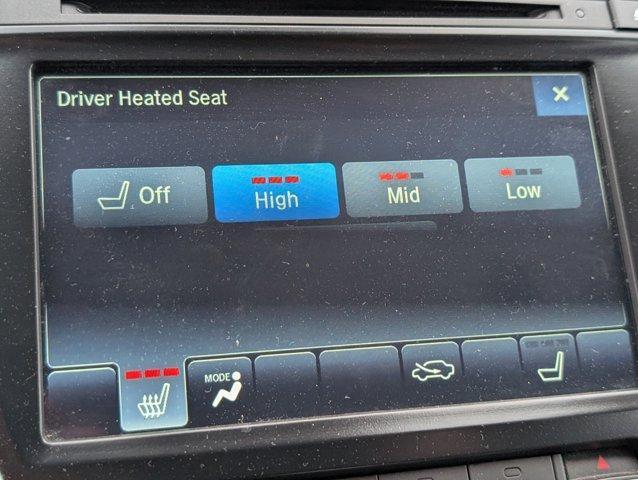 Driver Heated Seat
Off
High
Mid
Low
MODE